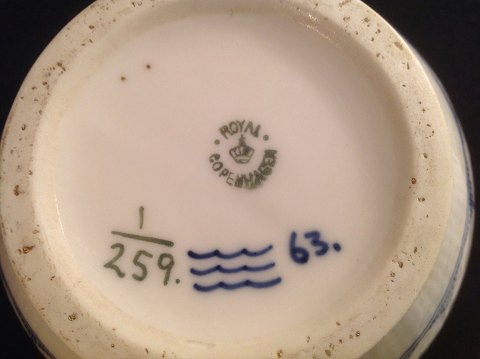 ROYAL
COPENHAGEN
1
259.
63.